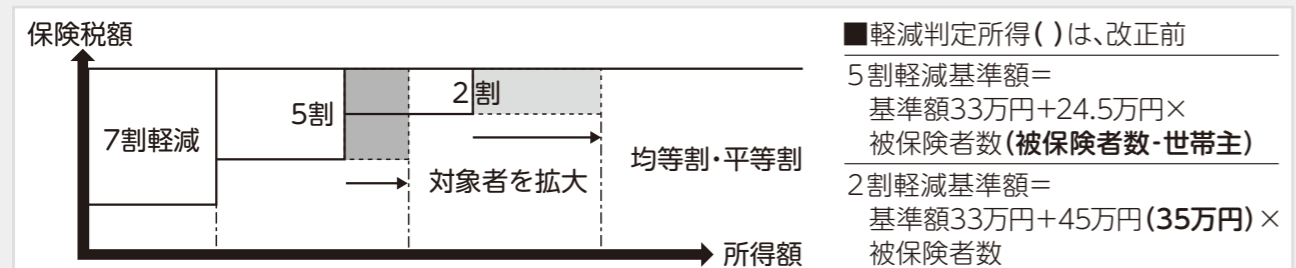 保険税額
7割軽減
5割
2割
対象者を拡大
均等割・平等割
所得額
■軽減判定所得( )は、改正前
5割軽減基準額＝
基準額33万円+24.5万円×
被保険者数(被保険者数-世帯主)
2割軽減基準額＝
基準額33万円+45万円(35万円)×
被保険者数